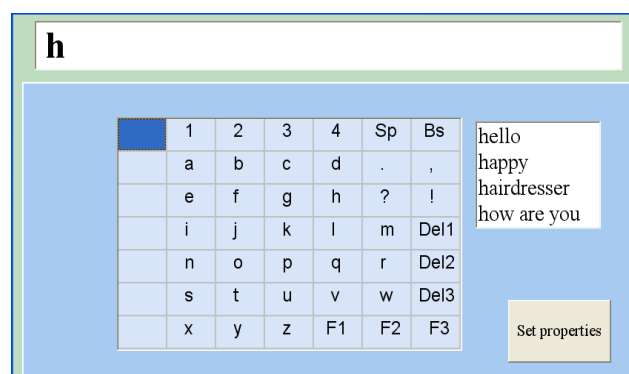 h
1 2 3 4 Sp Bs
a b c d . ,
e f g h ? !
i j k l m Del1
n o p q r Del2
s t u v w Del3
x y z F1 F2 F3
hello
happy
hairdresser
how are you
Set properties